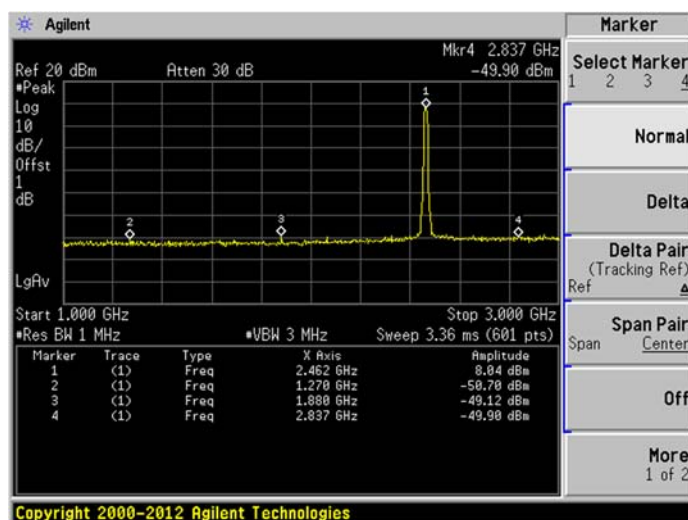 Agilent
Marker
Mkr4 2.837 GHz
Ref 20 dBm Atten 30 dB -49.90 dBm
Select Marker
1 2 3 4
#Peak
Log
10
dB/
Offst
1
dB
1
2
3
4
Normal
Delta
Delta Pair
(Tracking Ref)
Ref Δ
LgAv
Start 1.000 GHz Stop 3.000 GHz
#Res BW 1 MHz #VBW 3 MHz Sweep 3.36 ms (601 pts)
Span Pair
Span Center
Marker Trace Type X Axis Amplitude
1 (1) Freq 2.462 GHz 8.04 dBm
2 (1) Freq 1.270 GHz -50.70 dBm
3 (1) Freq 1.880 GHz -49.12 dBm
4 (1) Freq 2.837 GHz -49.90 dBm
Off
More
1 of 2
Copyright 2000-2012 Agilent Technologies